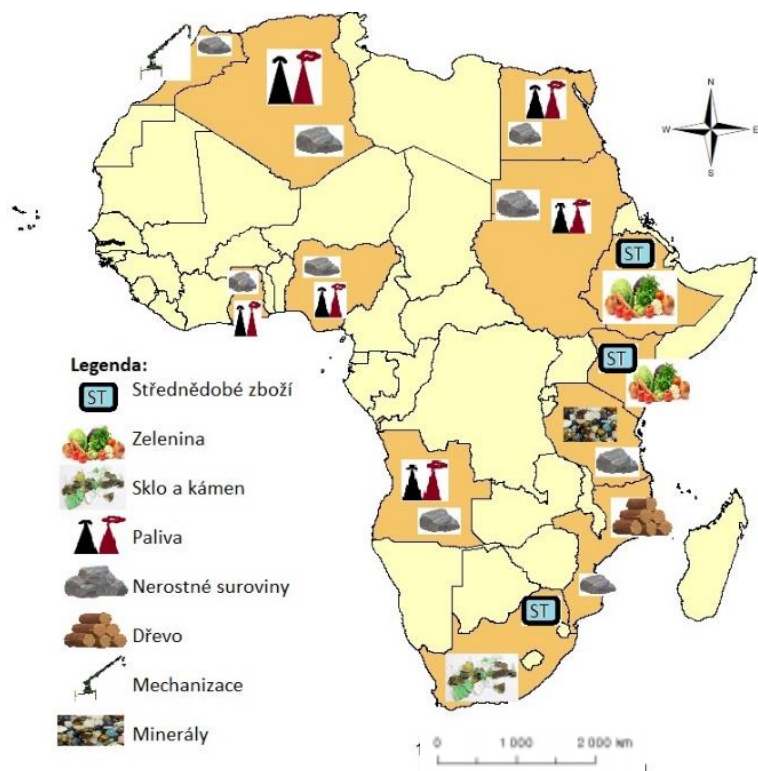 N
W
E
S
ST
ST
Legenda:
ST
Střednědobé zboží
Zelenina
Sklo a kámen
Paliva
Nerostné suroviny
Dřevo
Mechanizace
Minerály
ST
0 1 000 2 000 km